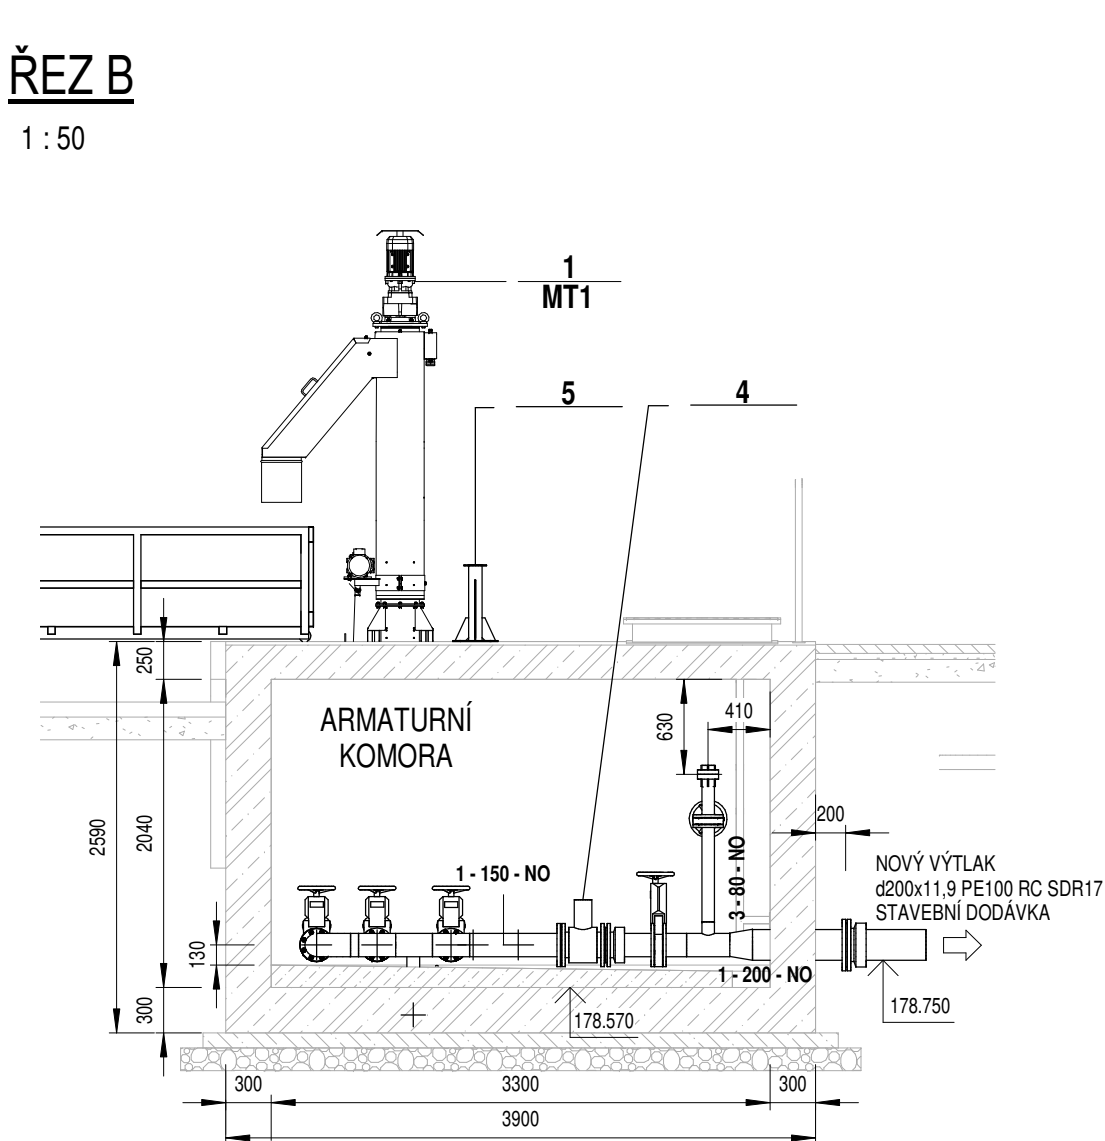 ŘEZ B
1 : 50
1
MT1
5
4
250
ARMATURNÍ
KOMORA
630
410
2590
2040
200
1 - 150 - NO
3 - 80 - NO
NOVÝ VÝTLAK
d200x11,9 PE100 RC SDR17
STAVEBNÍ DODÁVKA
130
1 - 200 - NO
300
178.570
178.750
300
3300
300
3900